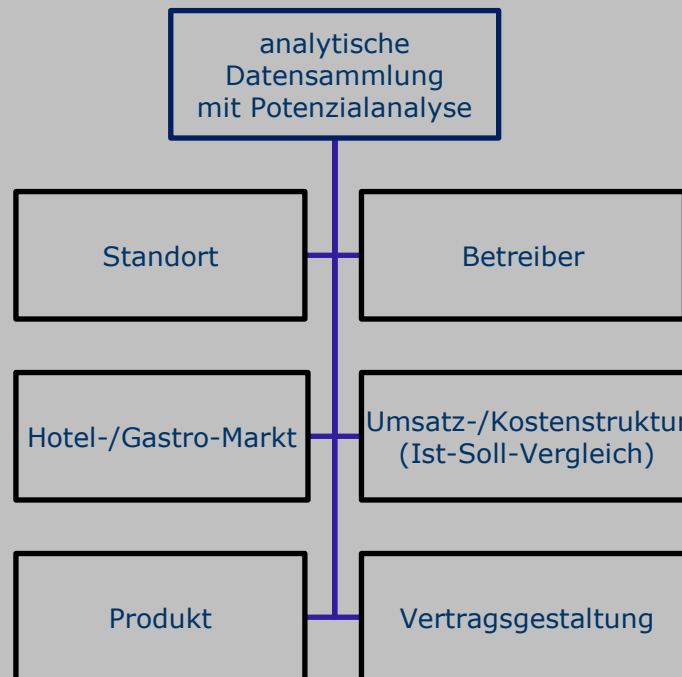 analytische
Datensammlung
mit Potenzialanalyse
Standort
Betreiber
Hotel-/Gastro-Markt
Umsatz-/Kostenstruktur
(Ist-Soll-Vergleich)
Produkt
Vertragsgestaltung